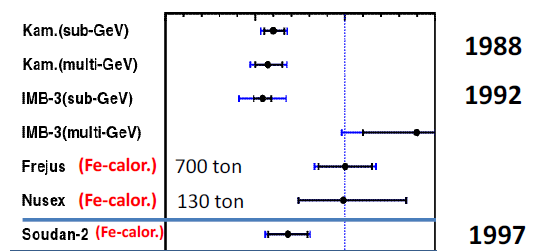 Kam.(sub-GeV) 1988
Kam.(multi-GeV)
IMB-3(sub-GeV) 1992
IMB-3(multi-GeV)
Frejus (Fe-calor.) 700 ton
Nusex (Fe-calor.) 130 ton
Soudan-2 (Fe-calor.) 1997